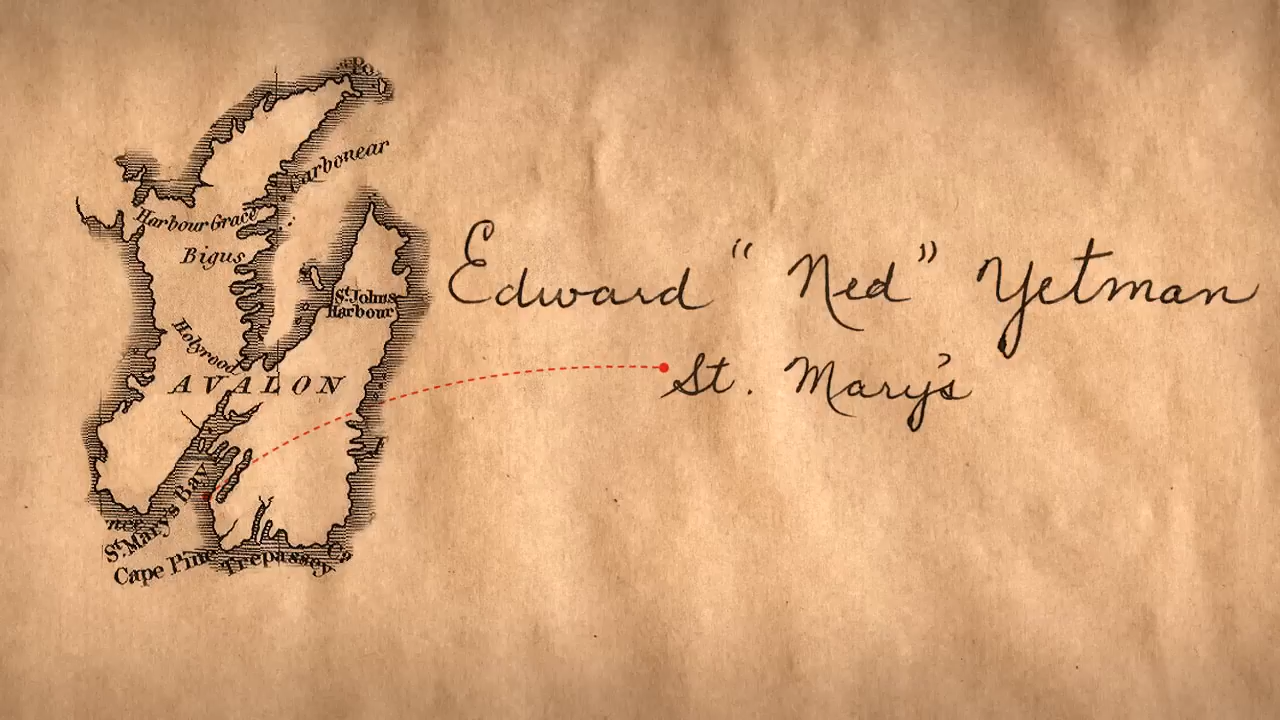 Carbonear
Harbour Grace
Bigus
St. Johns
Harbour
Holyrood
AVALON
St. Mary's Bay
Cape Pine
Trepassey
Edward "Ned" Yetman
St. Mary's